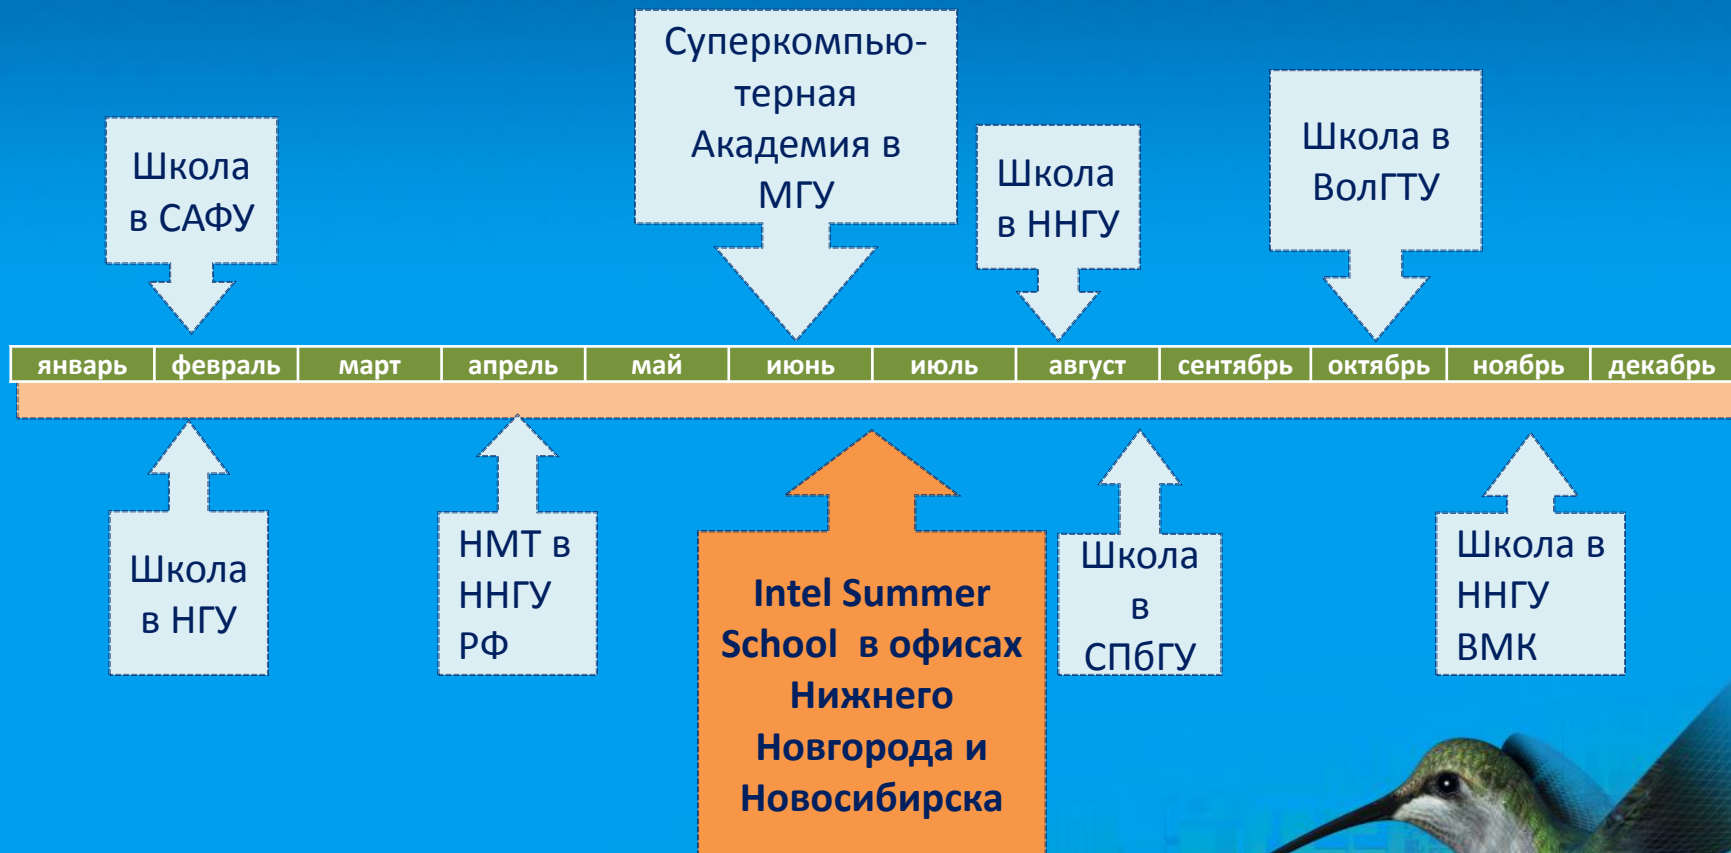 Суперкомпью-
терная
Академия в
МГУ
Школа
в САФУ
Школа
в ННГУ
Школа в
ВолГТУ
январь февраль март апрель май июнь июль август сентябрь октябрь ноябрь декабрь
Школа
в НГУ
НМТ в
ННГУ
РФ
Intel Summer
School в офисах
Нижнего
Новгорода и
Новосибирска
Школа
в
СПбГУ
Школа в
ННГУ
ВМК